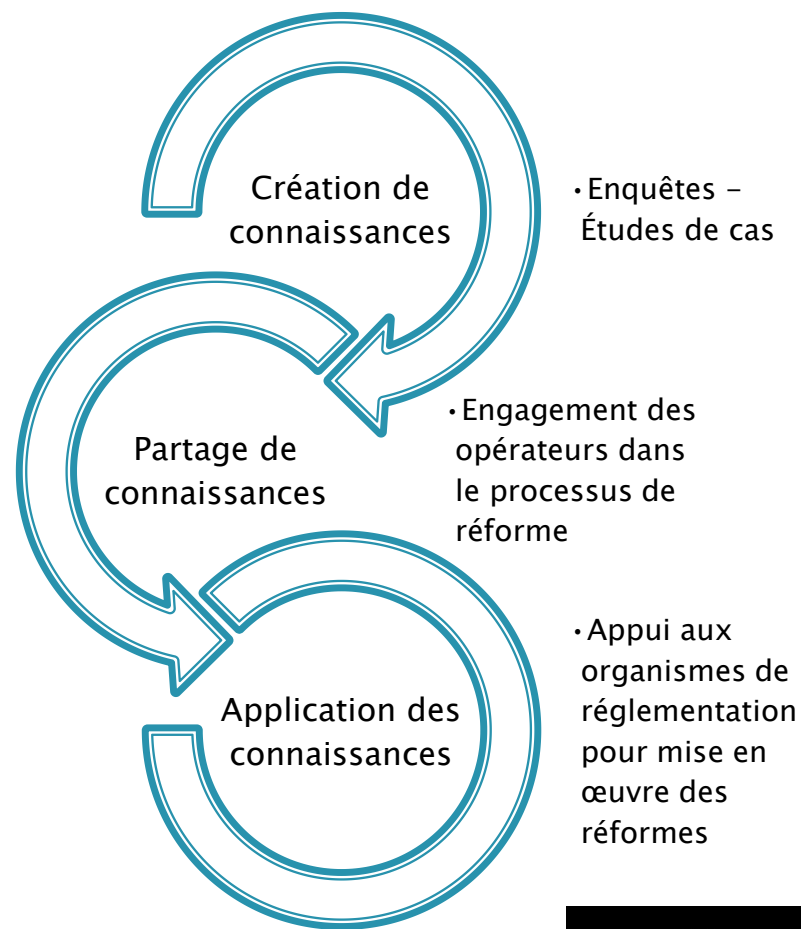 Création de
connaissances
· Enquêtes –
Études de cas
Partage de
connaissances
· Engagement des
opérateurs dans
le processus de
réforme
Application des
connaissances
· Appui aux
organismes de
réglementation
pour mise en
œuvre des
réformes